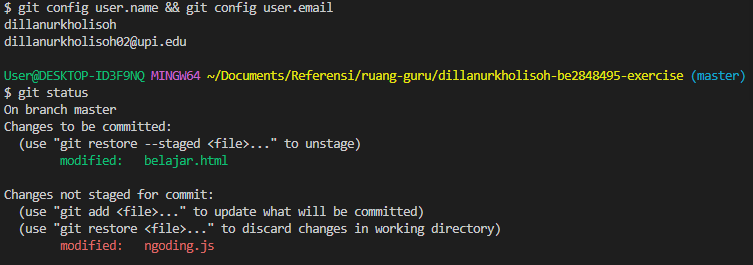 $ git config user.name && git config user.email
dillanurkholisoh
dillanurkholisoh02@upi.edu
User@DESKTOP-ID3F9NQ MINGW64 ~/Documents/Referensi/ruang-guru/dillanurkholisoh-be2848495-exercise (master)
$ git status
On branch master
Changes to be committed:
(use "git restore --staged <file>..." to unstage)
modified: belajar.html
Changes not staged for commit:
(use "git add <file>..." to update what will be committed)
(use "git restore <file>..." to discard changes in working directory)
modified: ngoding.js